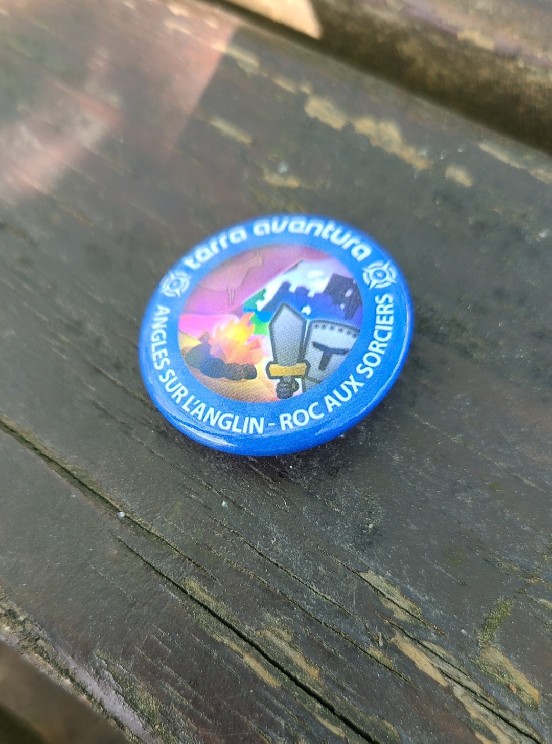 terra aventura
ANGLES SUR L'ANGLIN - ROC AUX SORCIERS